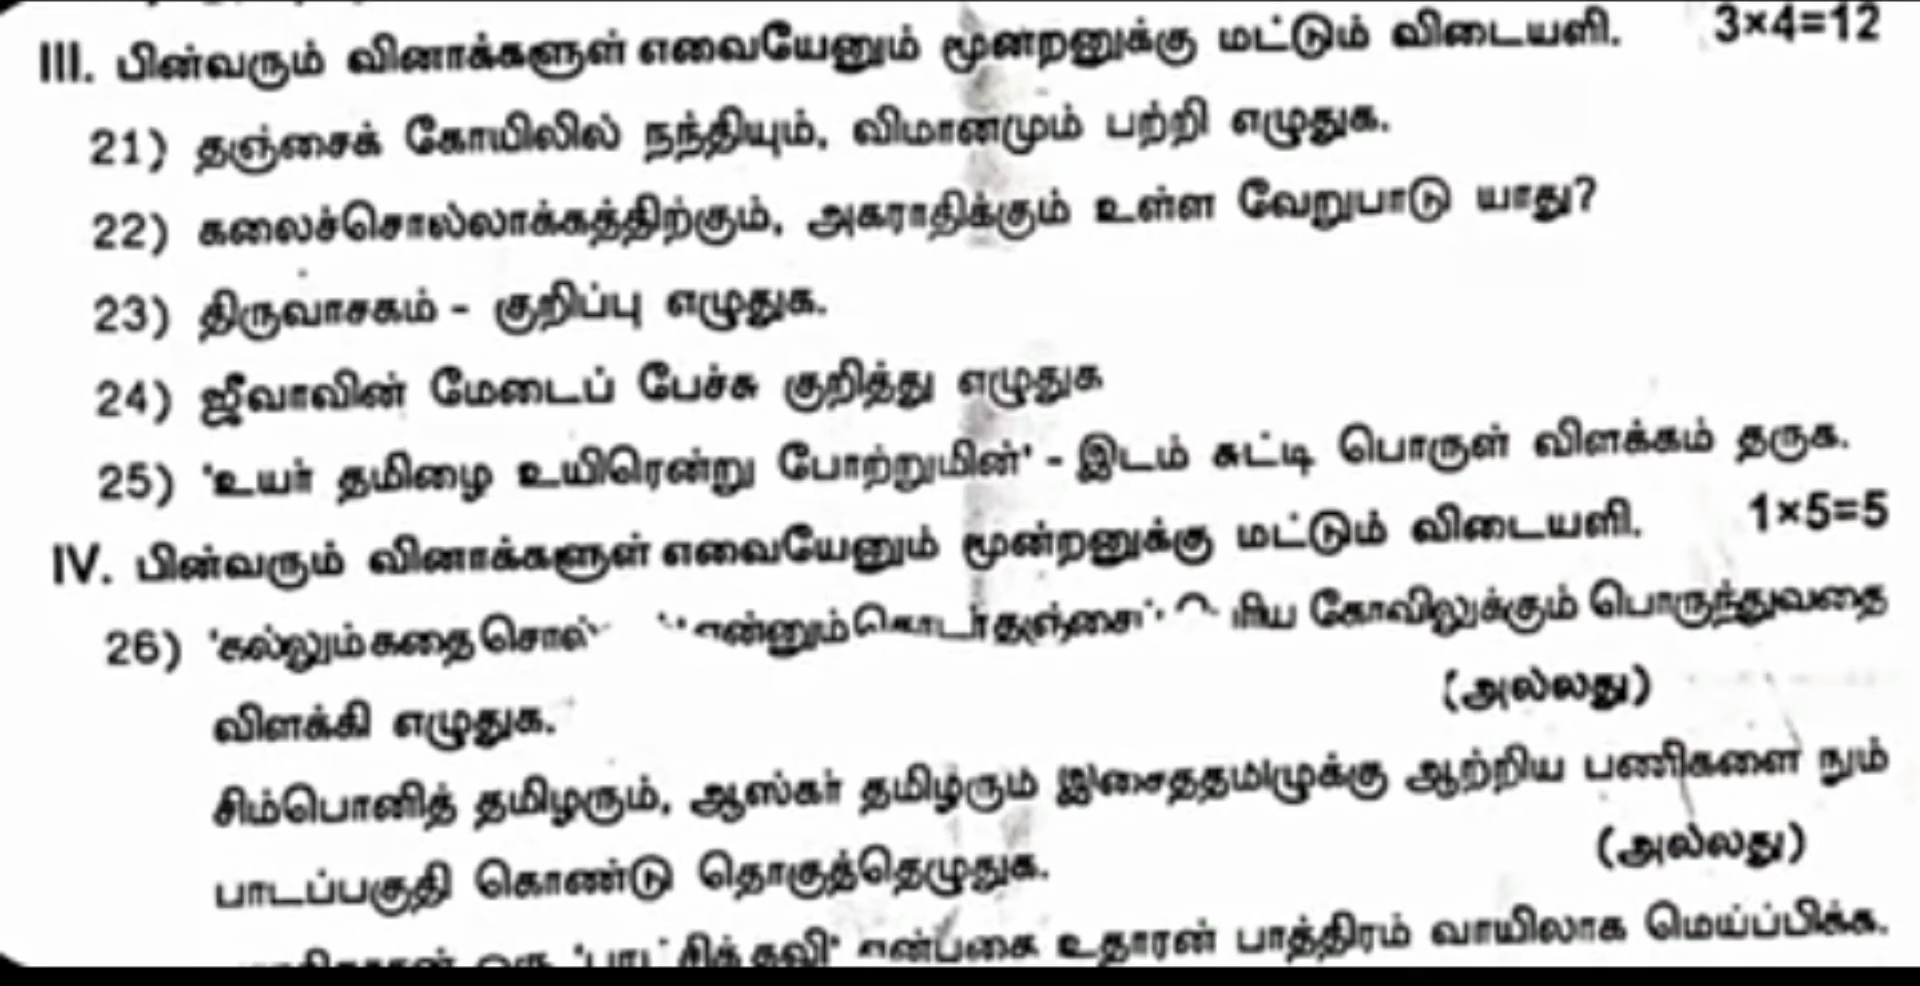 III. பின்வரும் வினாக்களுள் எவையேனும் மூன்றனுக்கு மட்டும் விடையளி. 3×4=12
21) தஞ்சைக் கோயிலில் நந்தியும், விமானமும் பற்றி எழுதுக.
22) கலைச்சொல்லாக்கத்திற்கும், அகராதிக்கும் உள்ள வேறுபாடு யாது?
23) திருவாசகம் - குறிப்பு எழுதுக.
24) ஜீவாவின் மேடைப் பேச்சு குறித்து எழுதுக
25) 'உயர் தமிழை உயிரென்று போற்றுமின்' - இடம் சுட்டி பொருள் விளக்கம் தருக.
IV. பின்வரும் வினாக்களுள் எவையேனும் மூன்றனுக்கு மட்டும் விடையளி. 1×5=5
26) 'கல்லும் கதை என்னும் கோவிலுக்கும் பொருந்துவதை
விளக்கி எழுதுக. (அல்லது)
சிம்பொனித் தமிழரும், ஆஸ்கர் தமிழரும் இசைத்தமிழுக்கு ஆற்றிய பணிகளை நும்
பாடப்பகுதி கொண்டு தொகுத்தெழுதுக. (அல்லது)
உதாரன் பாத்திரம் வாயிலாக மெய்ப்பிக்க.